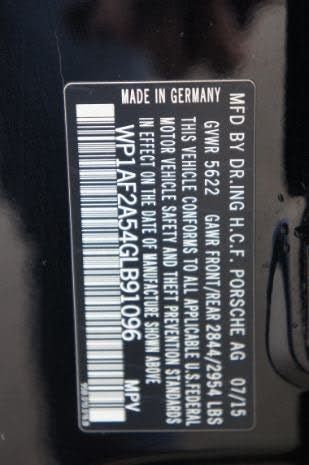 MFD BY DR.ING H.C.F. PORSCHE AG 07/15
GVWR 5622 GAWR FRONT/REAR 2844/2954 LBS
THIS VEHICLE CONFORMS TO ALL APPLICABLE U.S.FEDERAL
MOTOR VEHICLE SAFETY AND THEFT PREVENTION STANDARDS
IN EFFECT ON THE DATE OF MANUFACTURE SHOWN ABOVE
WP1AF2A54GLB91096 MPV
MADE IN GERMANY